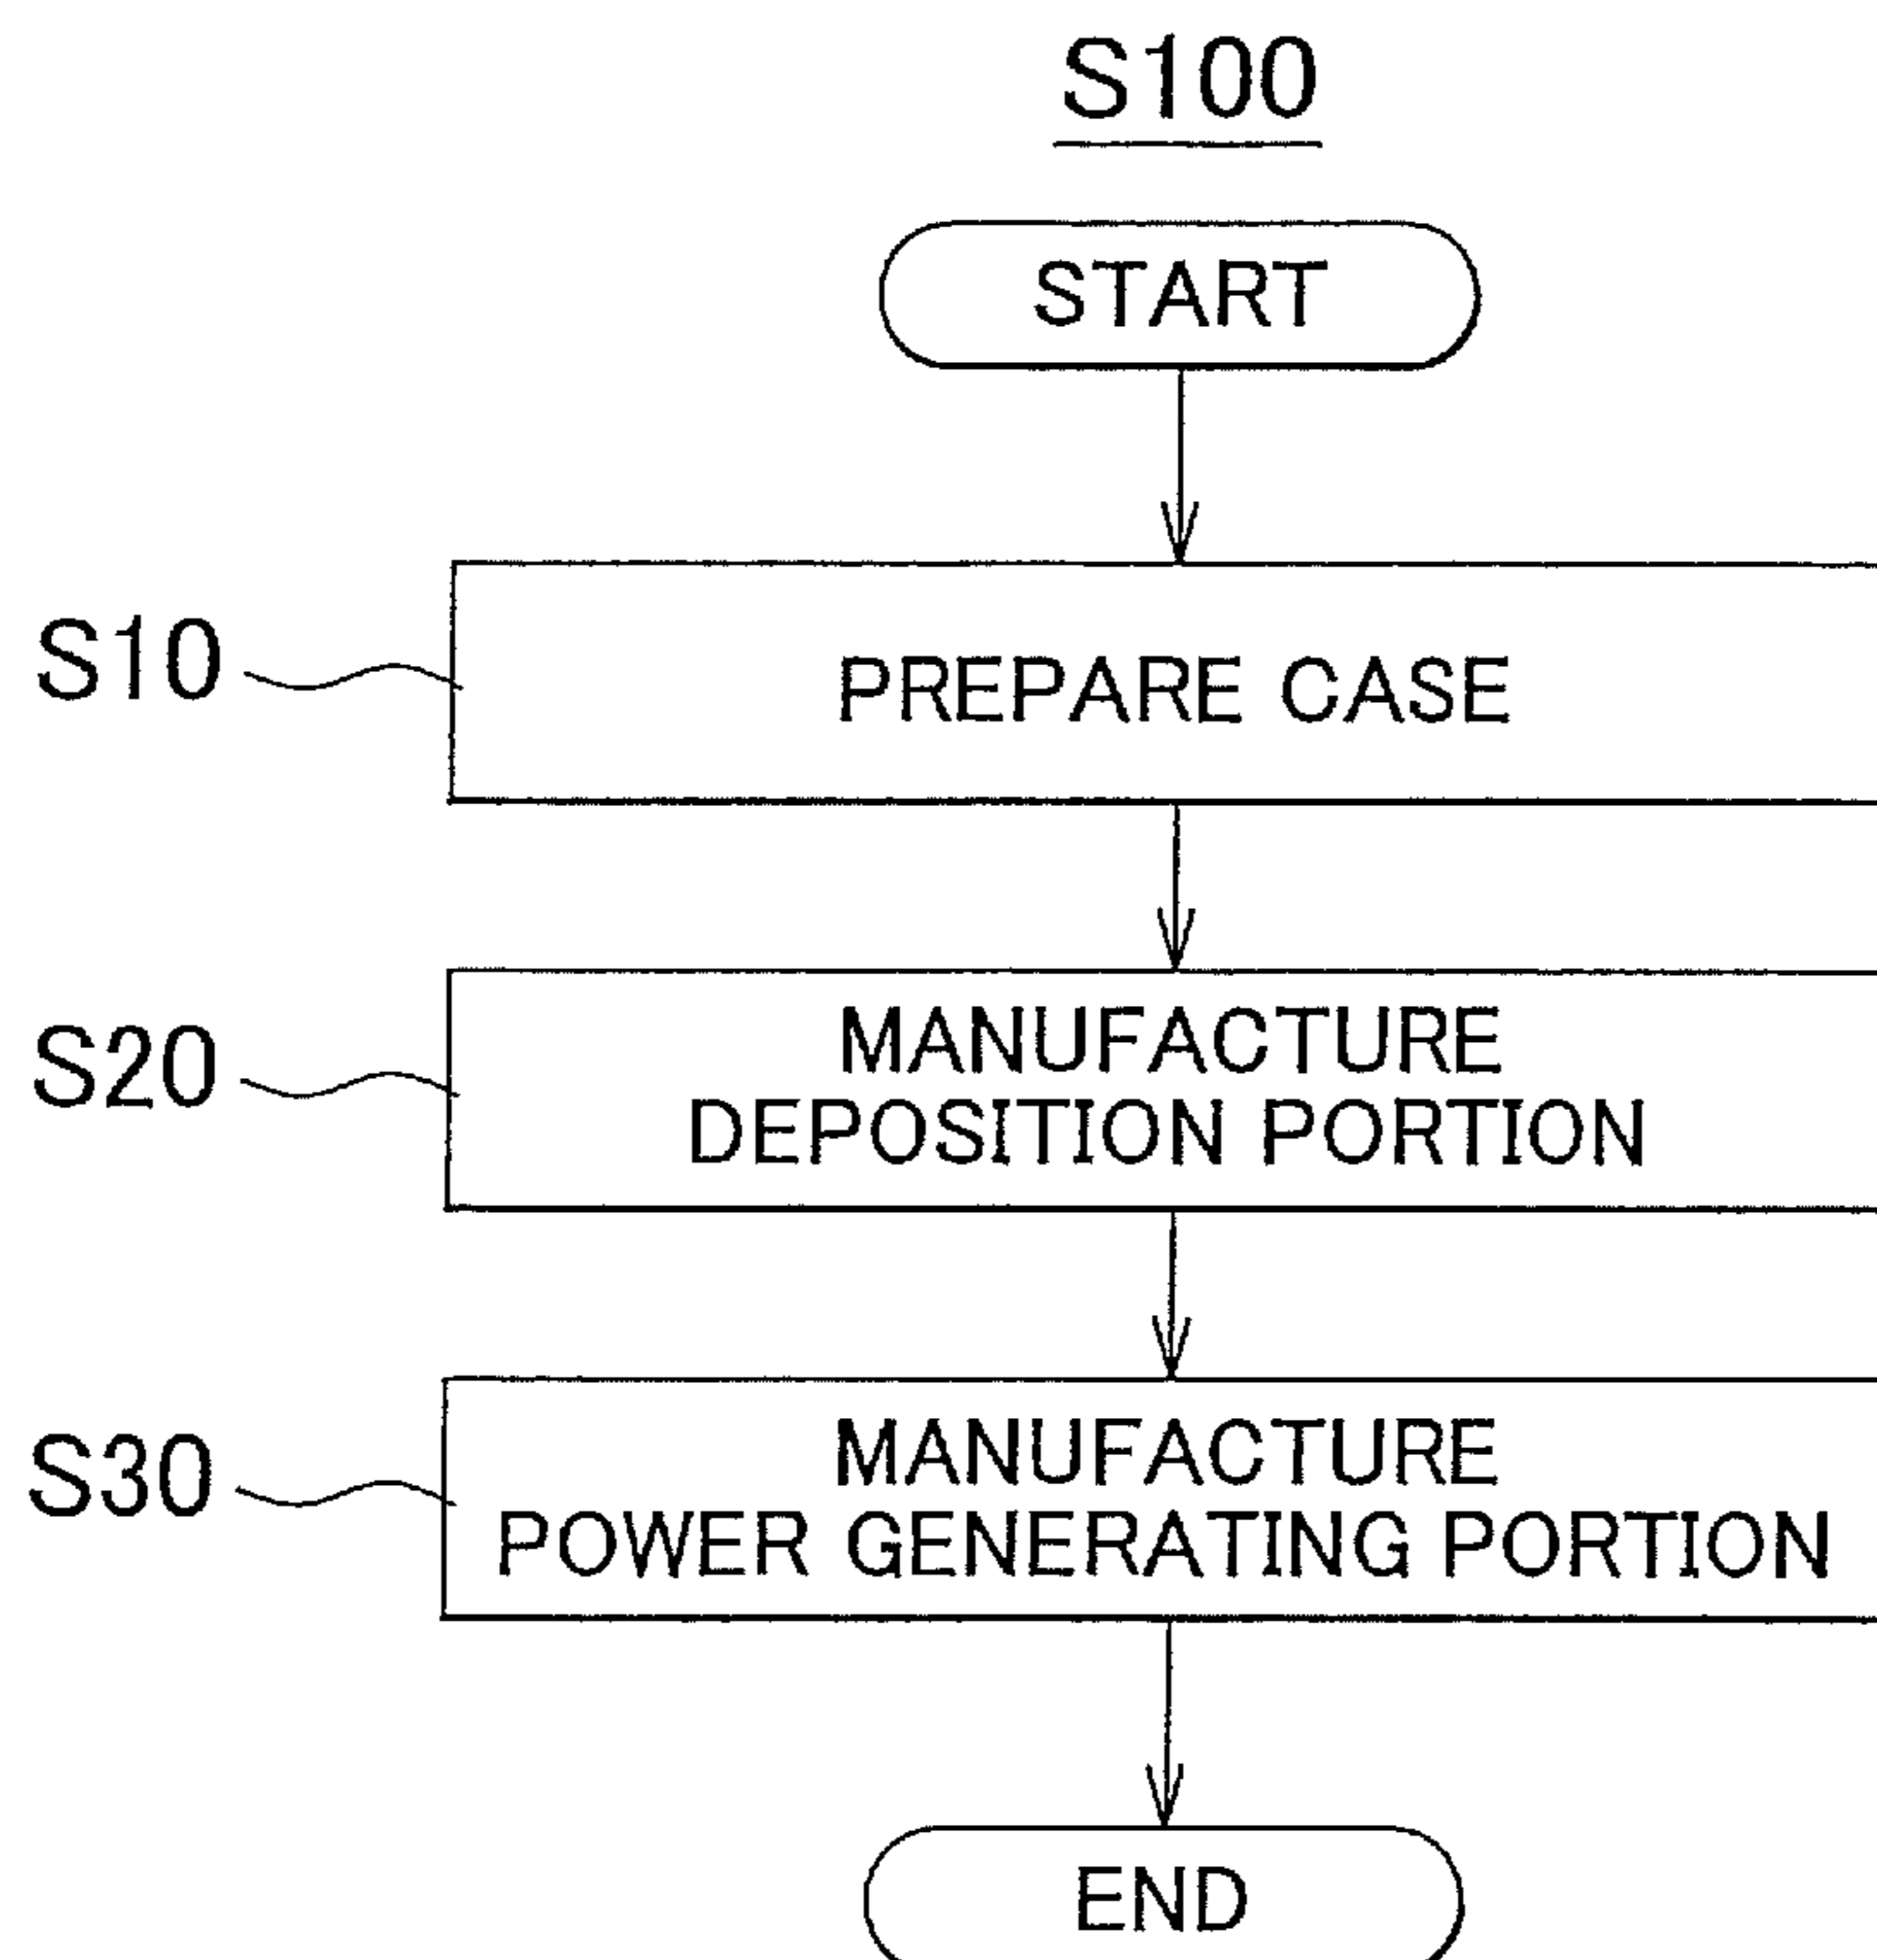 S100
START
S10
PREPARE CASE
S20
MANUFACTURE
DEPOSITION PORTION
S30
MANUFACTURE
POWER GENERATING PORTION
END